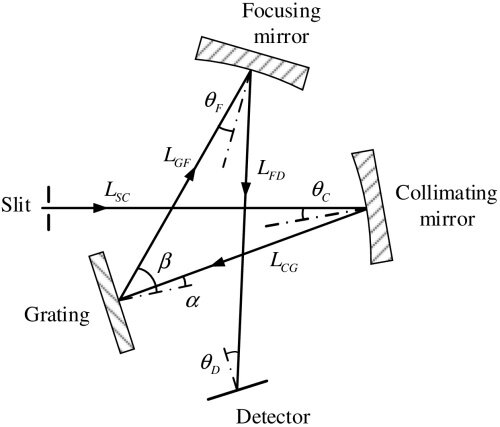 Focusing
mirror
θF
LGF
LFD
Slit
LSC
θC
Collimating
mirror
LCG
β
α
Grating
θD
Detector